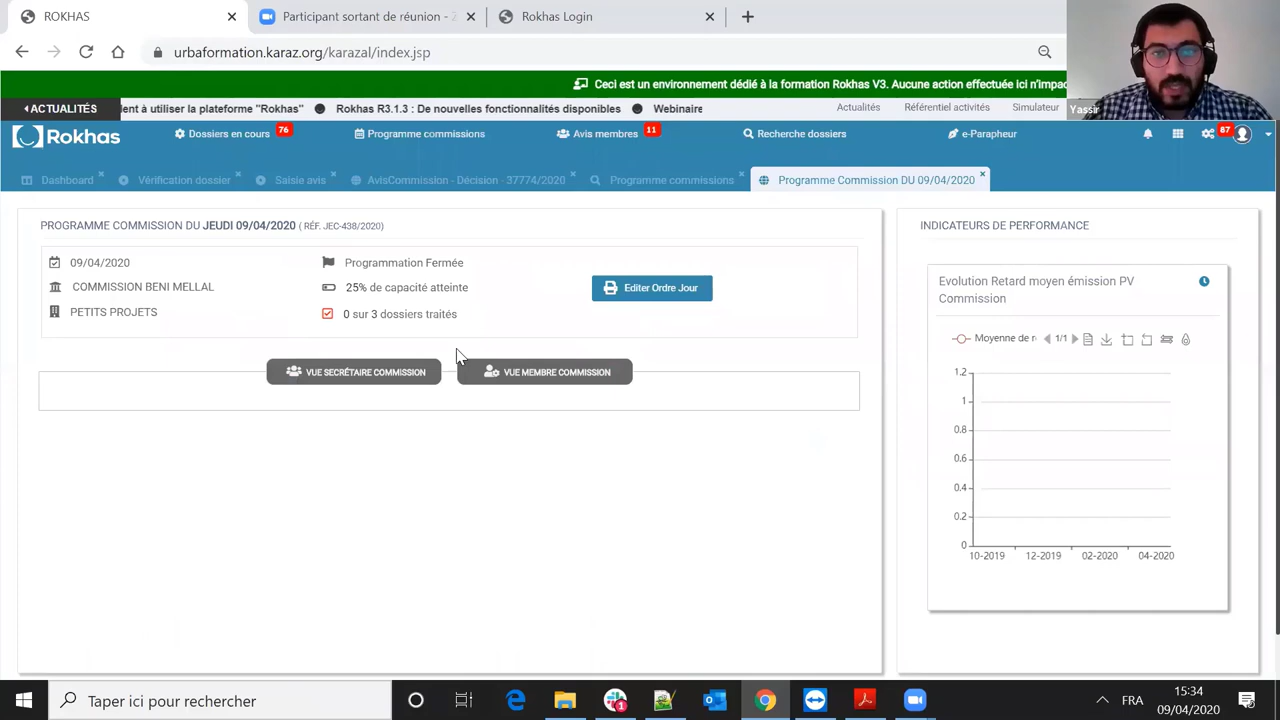 ROKHAS
Participant sortant de réunion - 2
Rokhas Login
urbaformation.karaz.org/karazal/index.jsp
Ceci est un environnement dédié à la formation Rokhas V3. Aucune action effectuée ici n'impac
ACTUALITÉS
ent à utiliser la plateforme "Rokhas"
Rokhas R3.1.3 : De nouvelles fonctionnalités disponibles
Webinaire
Actualités
Référentiel activités
Simulateur
Yassir
Rokhas
Dossiers en cours 76
Programme commissions
Avis membres 11
Recherche dossiers
e-Parapheur
87
Dashboard
Vérification dossier
Saisie avis
AvisCommission - Décision - 37774/2020
Programme commissions
Programme Commission DU 09/04/2020
PROGRAMME COMMISSION DU JEUDI 09/04/2020 ( RÉF. JEC-438/2020)
09/04/2020
COMMISSION BENI MELLAL
PETITS PROJETS
Programmation Fermée
25% de capacité atteinte
0 sur 3 dossiers traités
Editer Ordre Jour
VUE SECRÉTAIRE COMMISSION
VUE MEMBRE COMMISSION
INDICATEURS DE PERFORMANCE
Evolution Retard moyen émission PV
Commission
Moyenne de r
1/1
1.2
1
0.8
0.6
0.4
0.2
0
10-2019
12-2019
02-2020
04-2020
Taper ici pour rechercher
1
FRA
15:34
09/04/2020